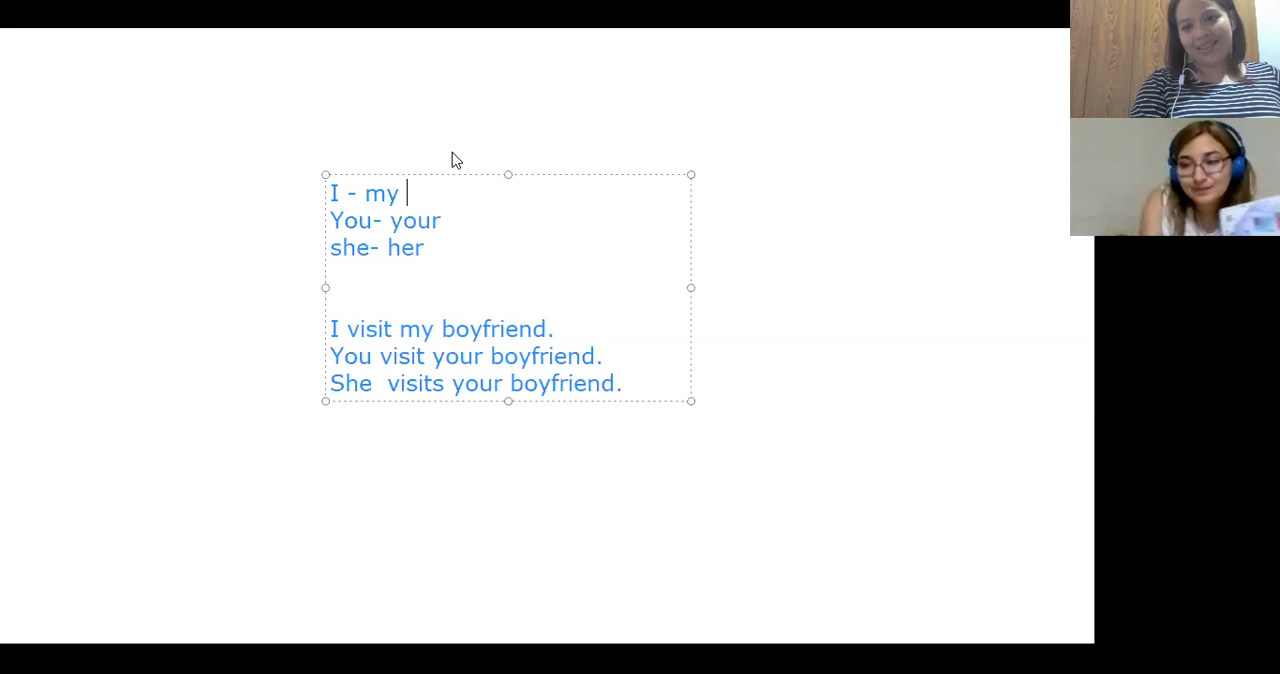 I - my
You- your
she- her
I visit my boyfriend.
You visit your boyfriend.
She  visits your boyfriend.